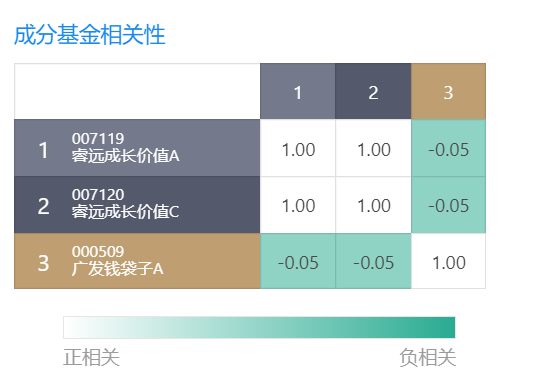 成分基金相关性
1 2 3
1 007119 睿远成长价值A 1.00 1.00 -0.05
2 007120 睿远成长价值C 1.00 1.00 -0.05
3 000509 广发钱袋子A -0.05 -0.05 1.00
正相关 负相关